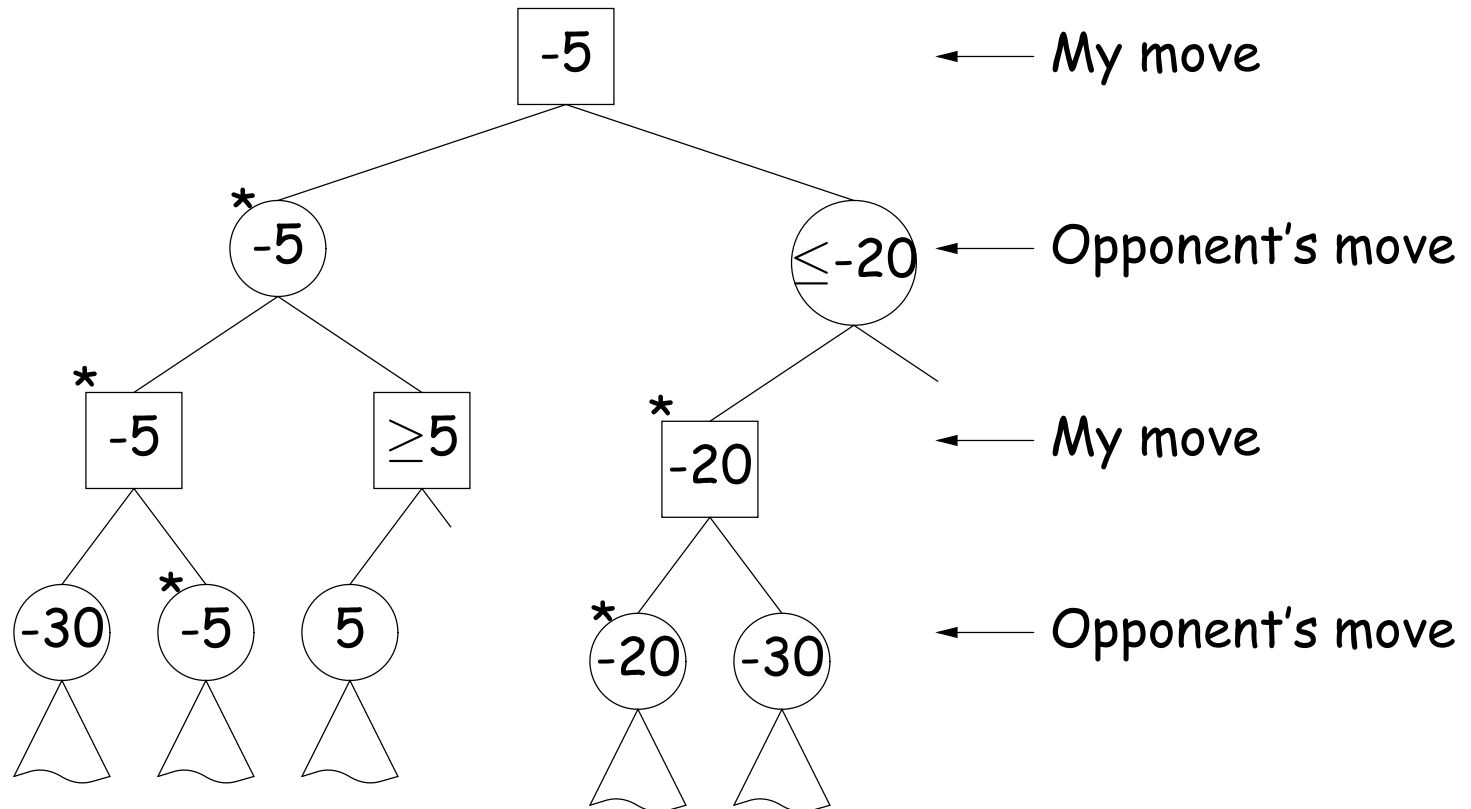 -5 My move
*
-5 ≤-20 Opponent's move
* *
-5 ≥5 -20 My move
* *
-30 -5 5 -20 -30 Opponent's move